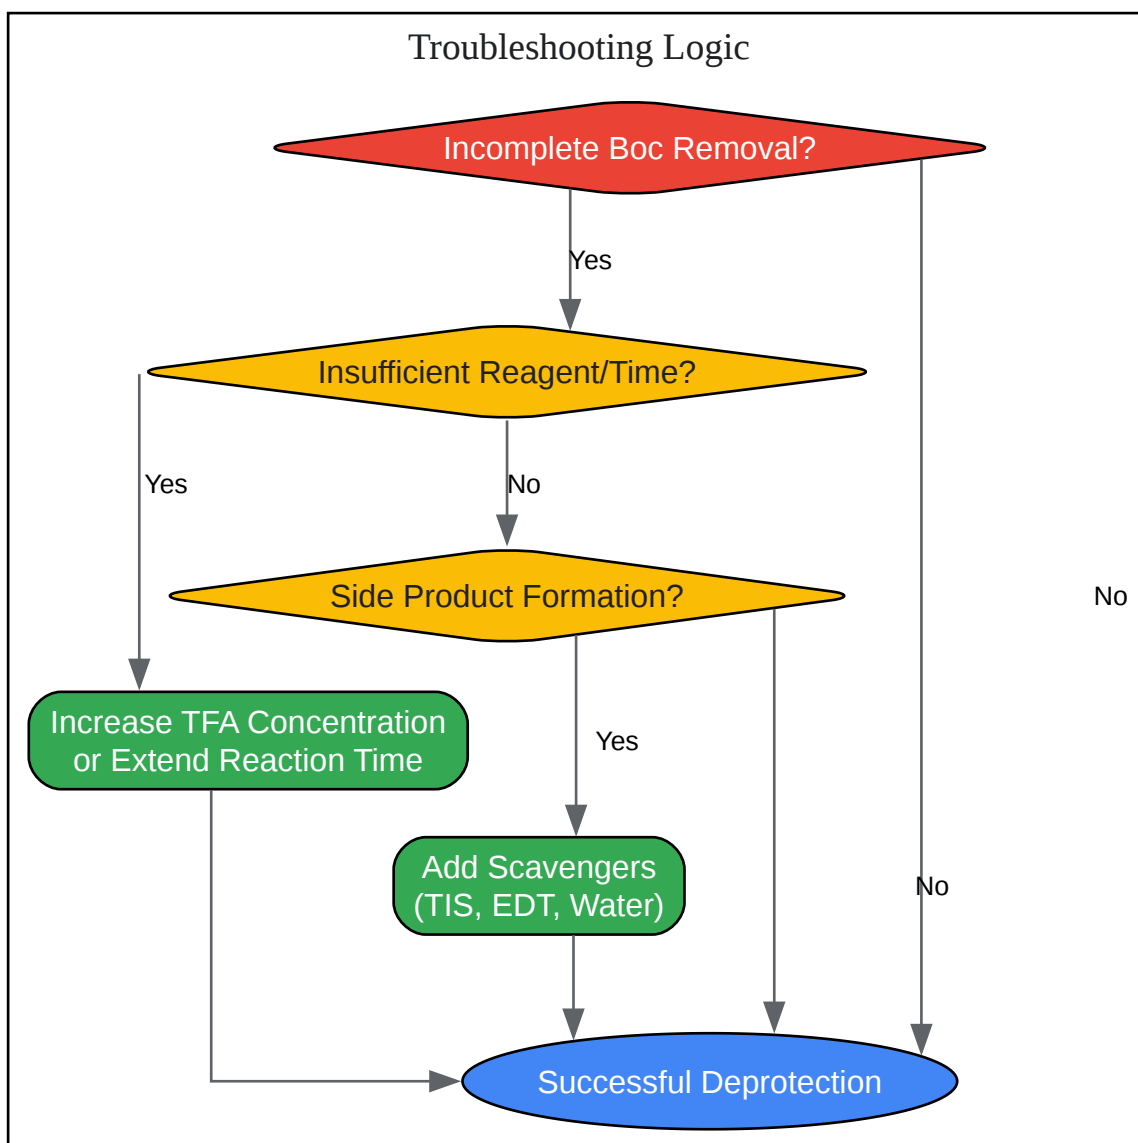 Troubleshooting Logic
Incomplete Boc Removal?
Yes
Insufficient Reagent/Time?
Yes
No
Side Product Formation?
No
Increase TFA Concentration
or Extend Reaction Time
Yes
Add Scavengers
(TIS, EDT, Water)
No
Successful Deprotection